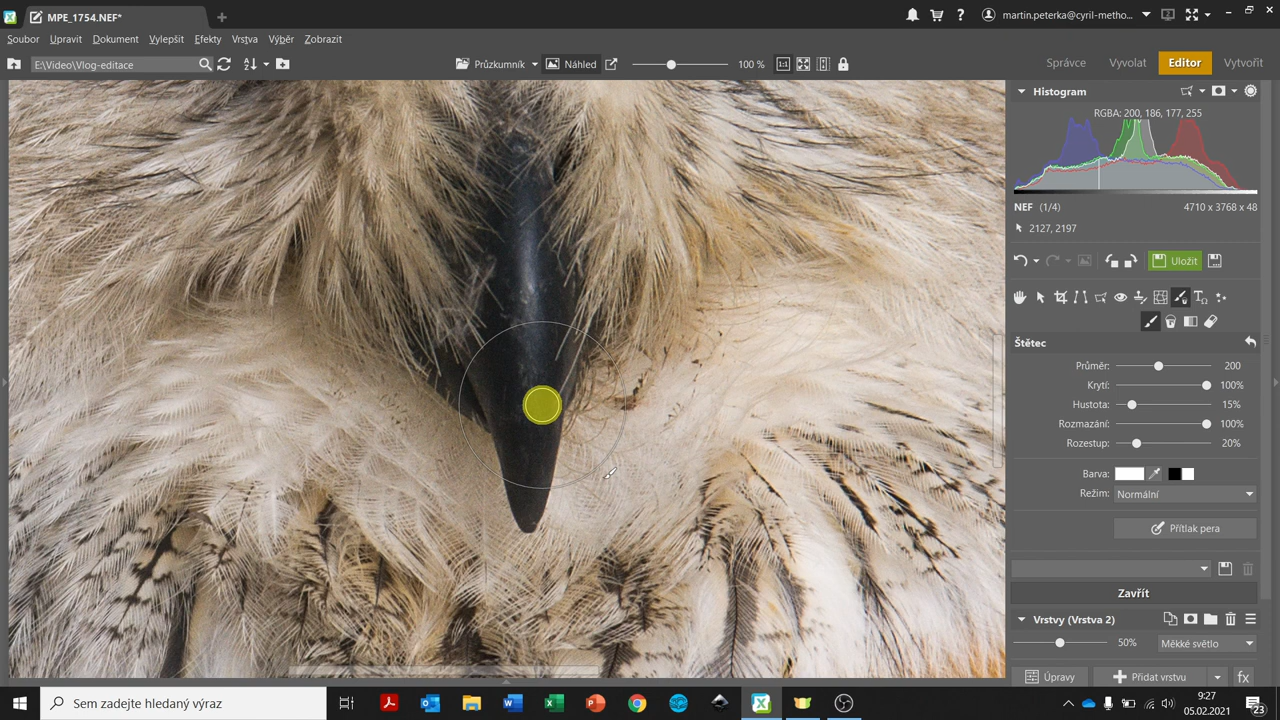 MPE_1754.NEF*
martin.peterka@cyril-metho...
Soubor Upravit Dokument Vylepšit Efekty Vrstva Výběr Zobrazit
E:\Video\Vlog-editace
Průzkumník Náhled 100 % 1:1
Správce Vyvolat Editor Vytvořit
Histogram
RGBA: 200, 186, 177, 255
NEF (1/4) 4710 x 3768 x 48
2127, 2197
Uložit
Štětec
Průměr: 200
Krytí: 100%
Hustota: 15%
Rozmazání: 100%
Rozestup: 20%
Barva:
Režim: Normální
Přítlak pera
Zavřít
Vrstvy (Vrstva 2)
50% Měkké světlo
Úpravy Přidat vrstvu fx
Sem zadejte hledaný výraz
9:27
05.02.2021
23